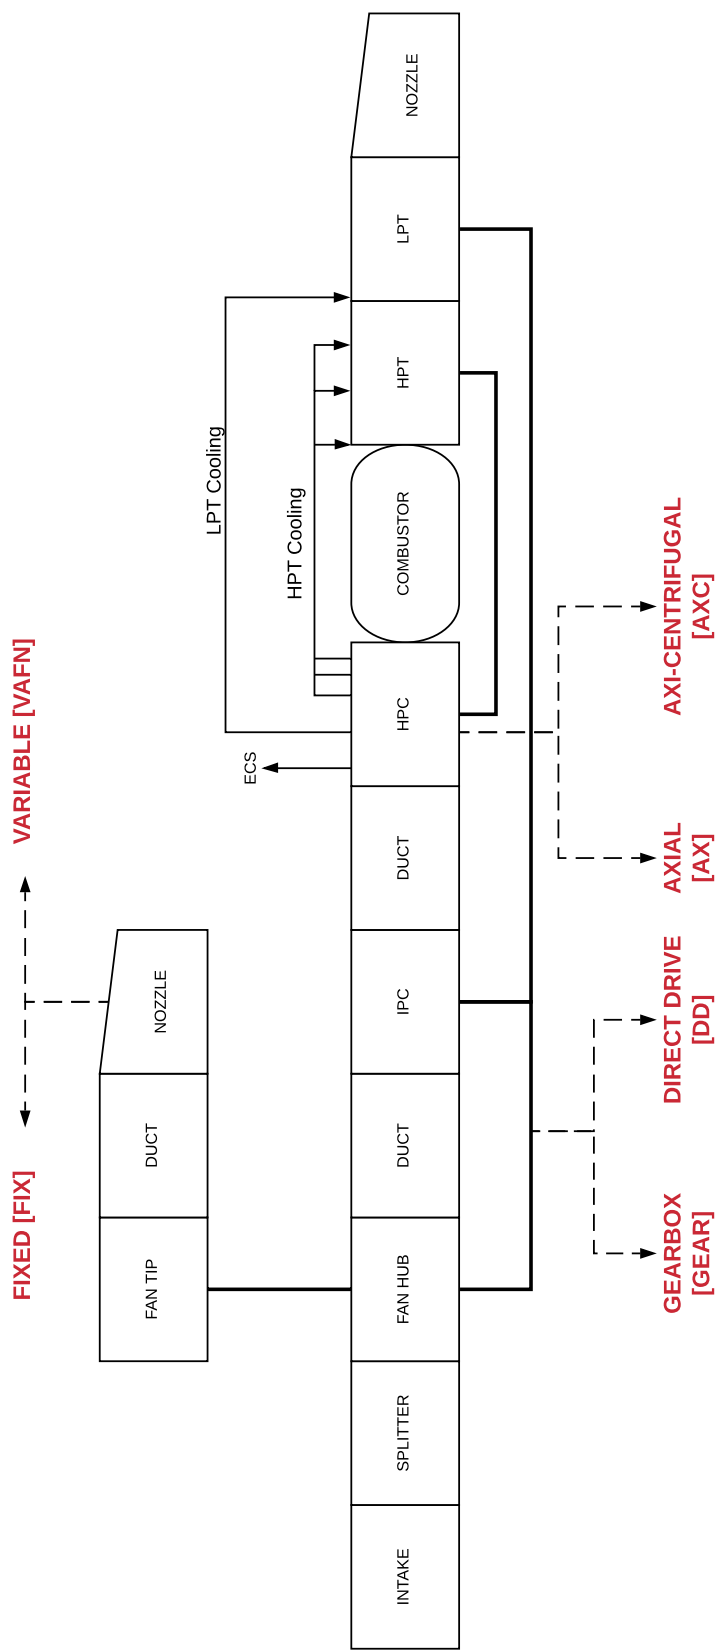 FIXED [FIX]
VARIABLE [VAFN]
FAN TIP
DUCT
NOZZLE
LPT Cooling
ECS
HPT Cooling
INTAKE
SPLITTER
FAN HUB
DUCT
IPC
DUCT
HPC
COMBUSTOR
HPT
LPT
NOZZLE
GEARBOX
[GEAR]
DIRECT DRIVE
[DD]
AXIAL
[AX]
AXI-CENTRIFUGAL
[AXC]